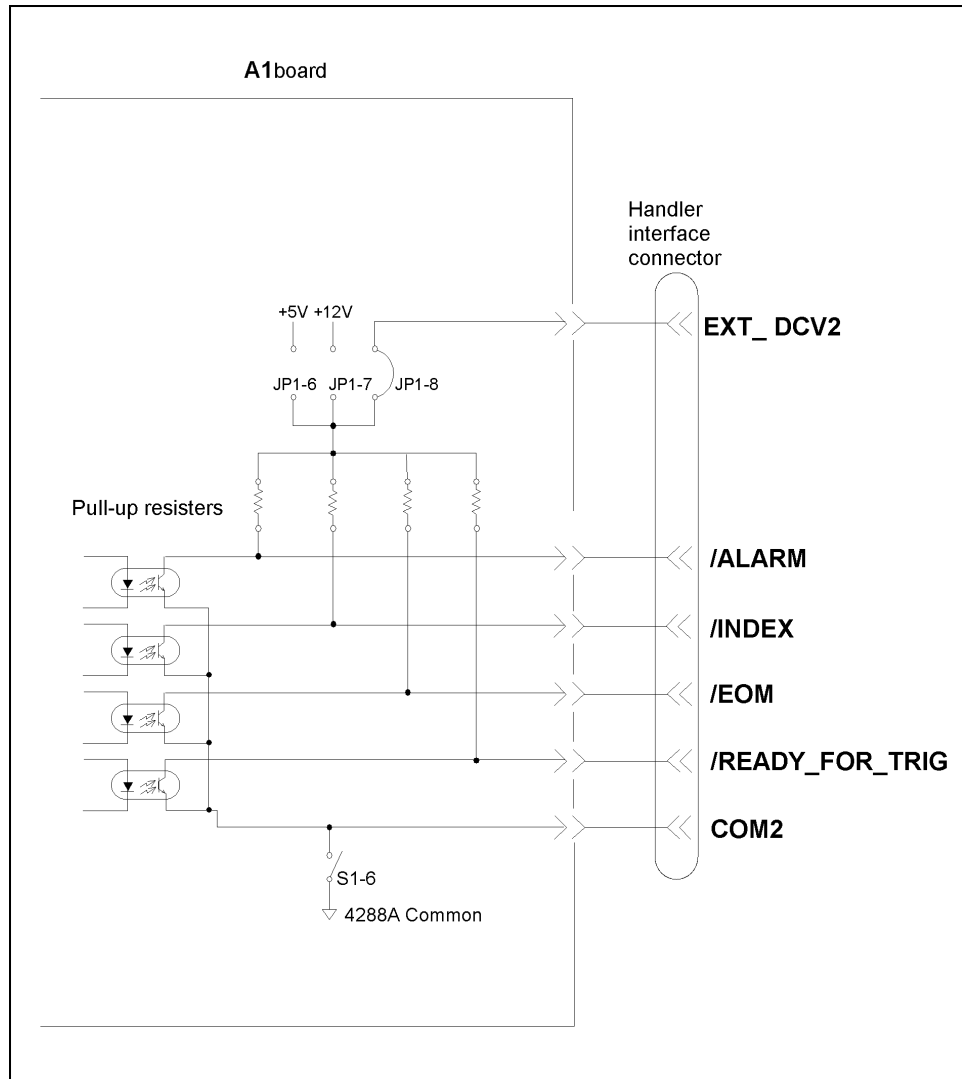 A1board
Handler
interface
connector
+5V +12V
EXT_ DCV2
JP1-6 JP1-7 JP1-8
Pull-up resisters
/ALARM
/INDEX
/EOM
/READY_FOR_TRIG
COM2
S1-6
4288A Common